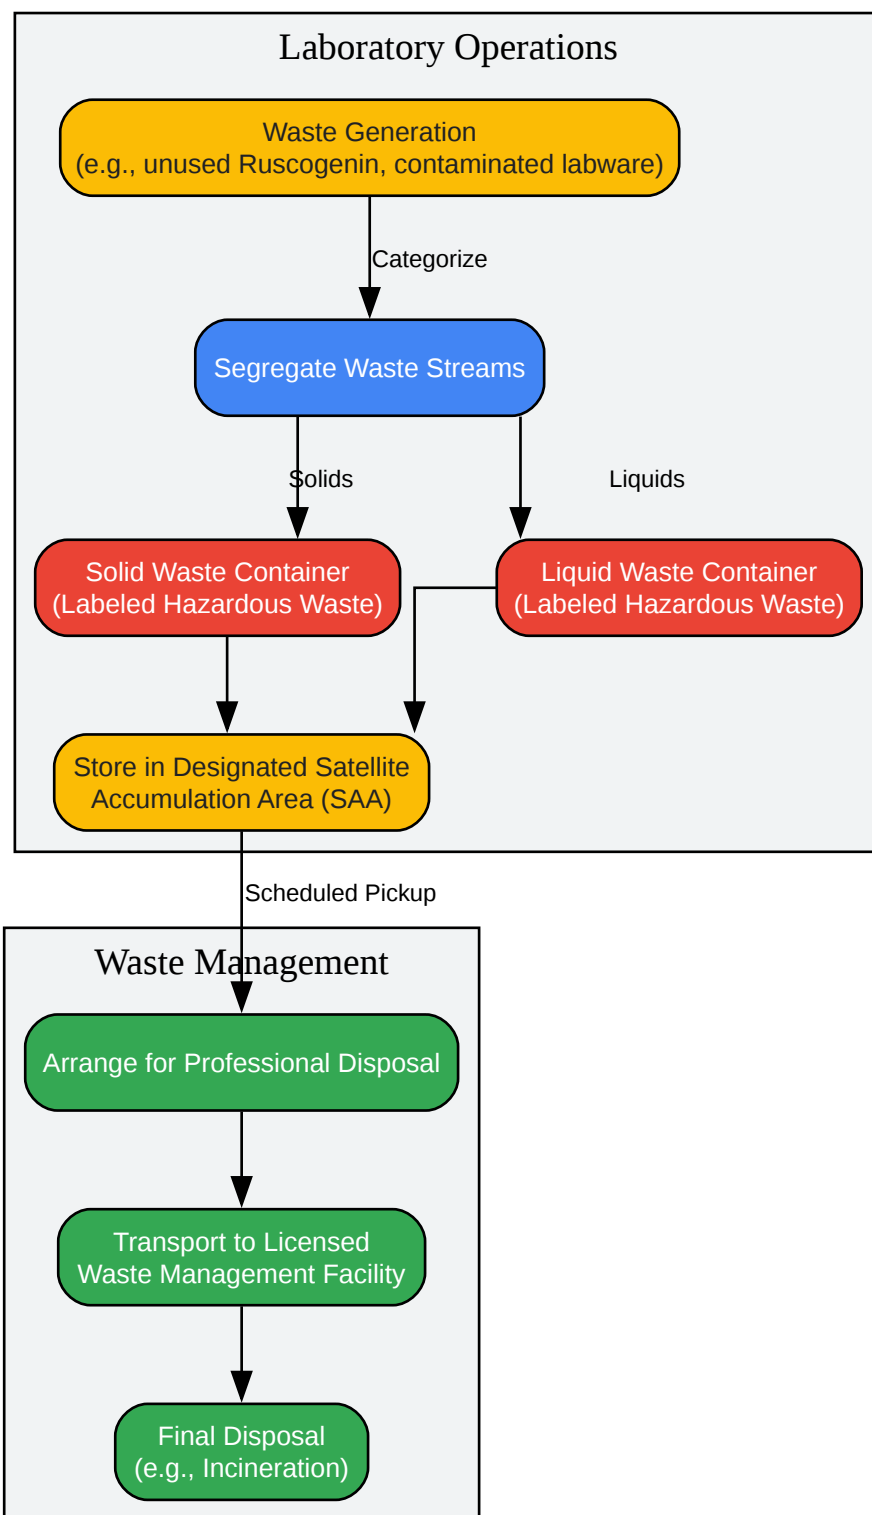 Laboratory Operations
Waste Generation
(e.g., unused Ruscogenin, contaminated labware)
Categorize
Segregate Waste Streams
Solids
Liquids
Solid Waste Container
(Labeled Hazardous Waste)
Liquid Waste Container
(Labeled Hazardous Waste)
Store in Designated Satellite
Accumulation Area (SAA)
Scheduled Pickup
Waste Management
Arrange for Professional Disposal
Transport to Licensed
Waste Management Facility
Final Disposal
(e.g., Incineration)